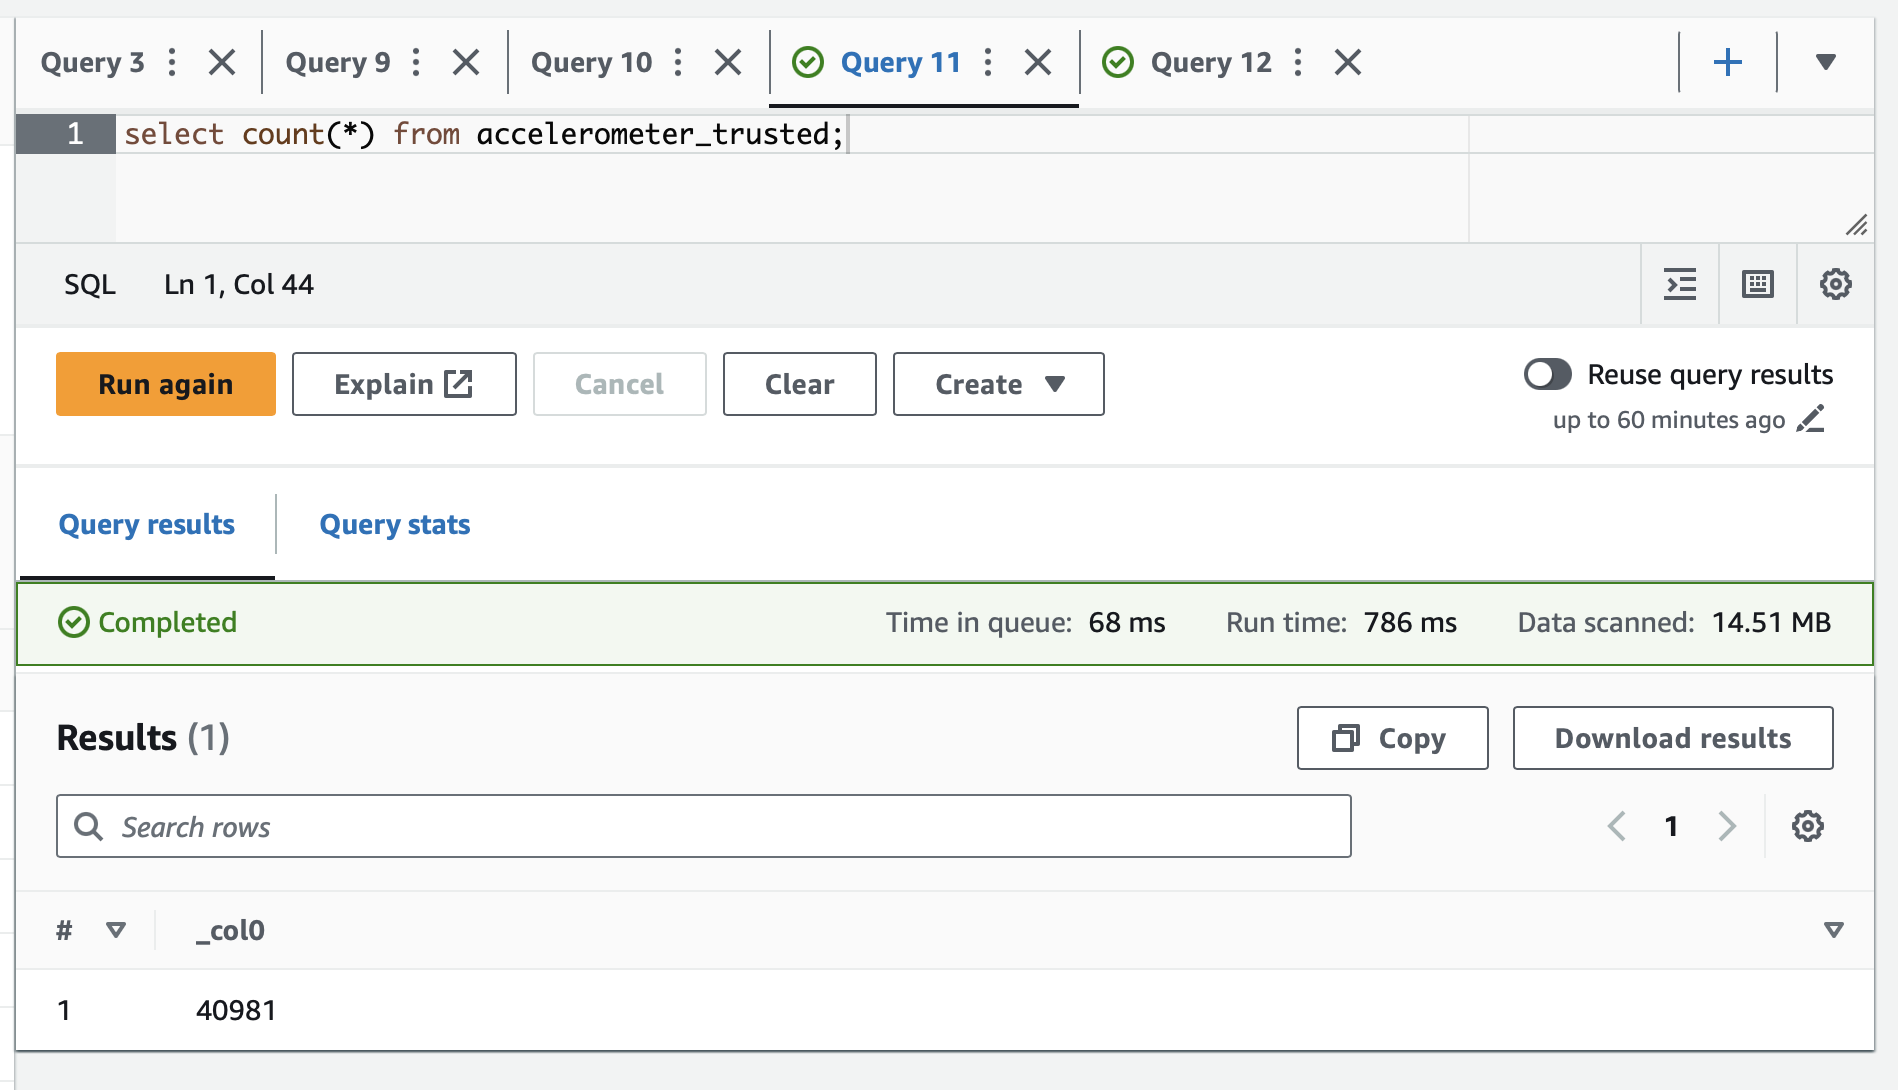 Query 3 Query 9 Query 10 Query 11 Query 12
1 select count(*) from accelerometer_trusted;
SQL Ln 1, Col 44
Run again Explain Cancel Clear Create Reuse query results
up to 60 minutes ago
Query results Query stats
Completed Time in queue: 68 ms Run time: 786 ms Data scanned: 14.51 MB
Results (1) Copy Download results
Search rows 1
# _col0
1 40981